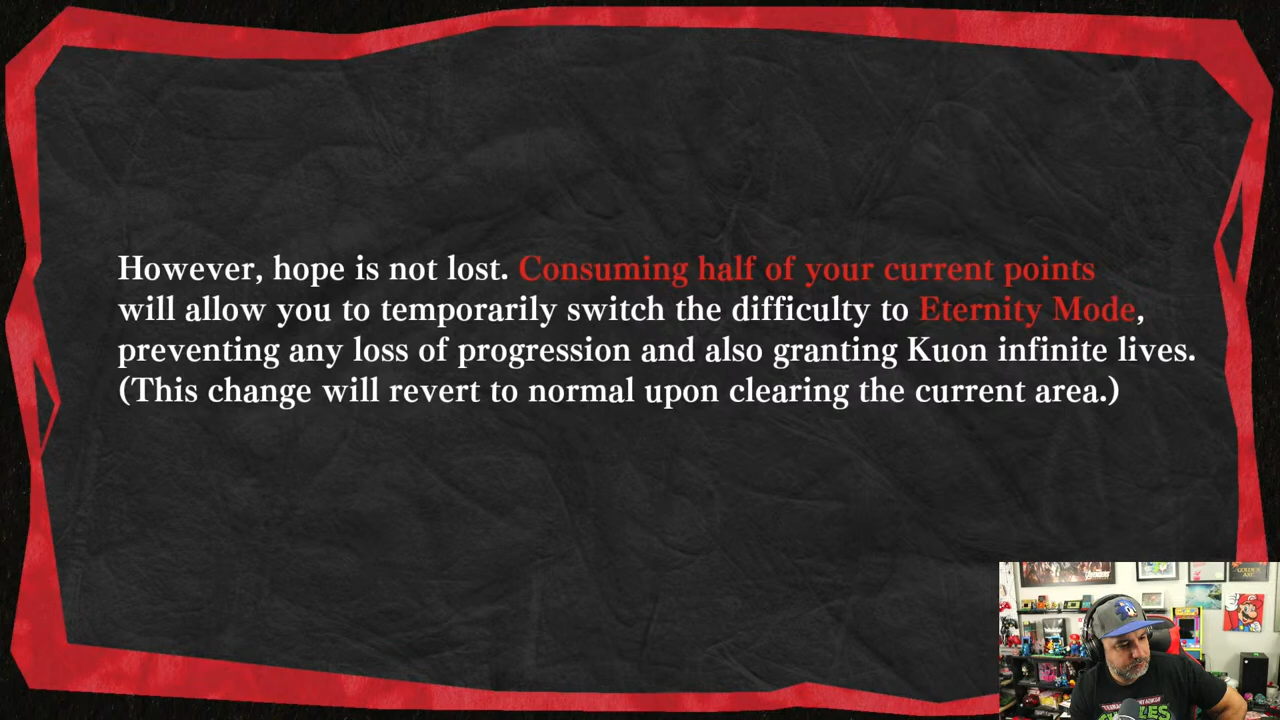 However, hope is not lost. Consuming half of your current points
will allow you to temporarily switch the difficulty to Eternity Mode,
preventing any loss of progression and also granting Kuon infinite lives.
(This change will revert to normal upon clearing the current area.)